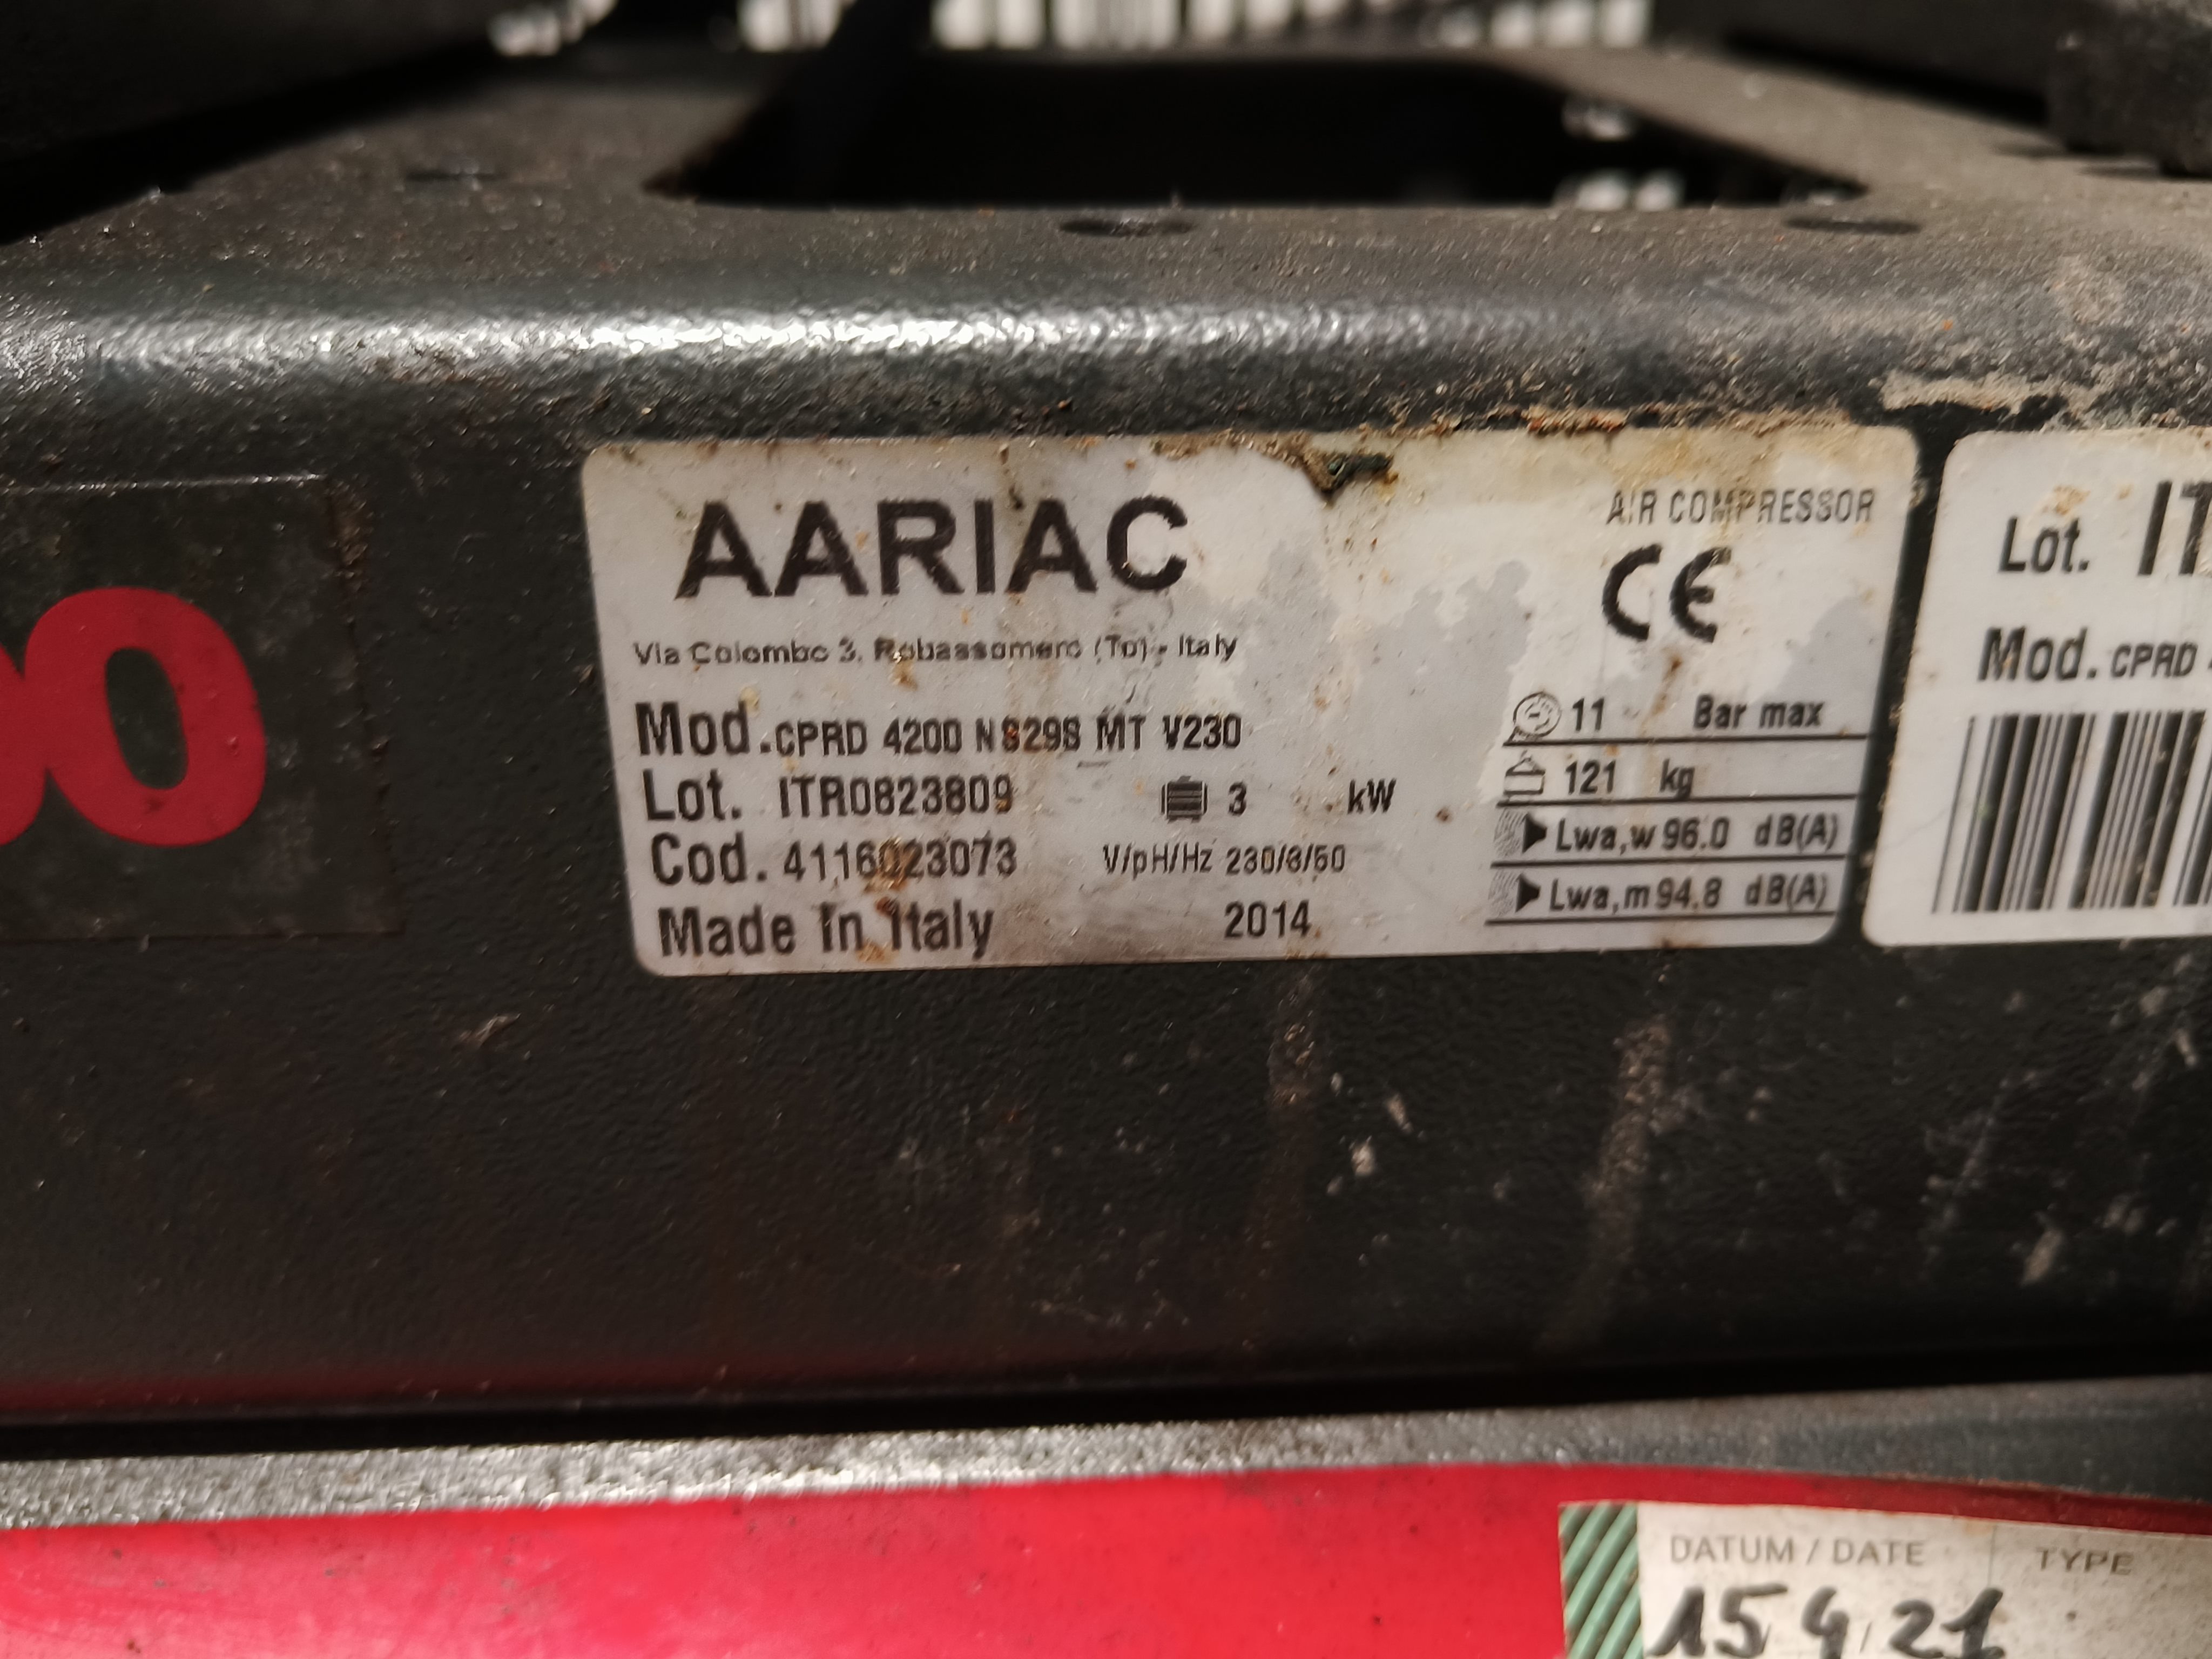 00
AARIAC
AIR COMPRESSOR
CE
Via Colombo 3, Robassomero (To) - Italy
Mod. CPRD 4200 NS29S MT V230
Lot. ITR0823809
3 kW
Cod. 4116023073
V/pH/Hz 230/3/50
Made In Italy
2014
11 Bar max
121 kg
Lwa,w 96.0 dB(A)
Lwa,m 94.8 dB(A)
Lot. IT
Mod. CPRD
DATUM / DATE
TYPE
15 4 21